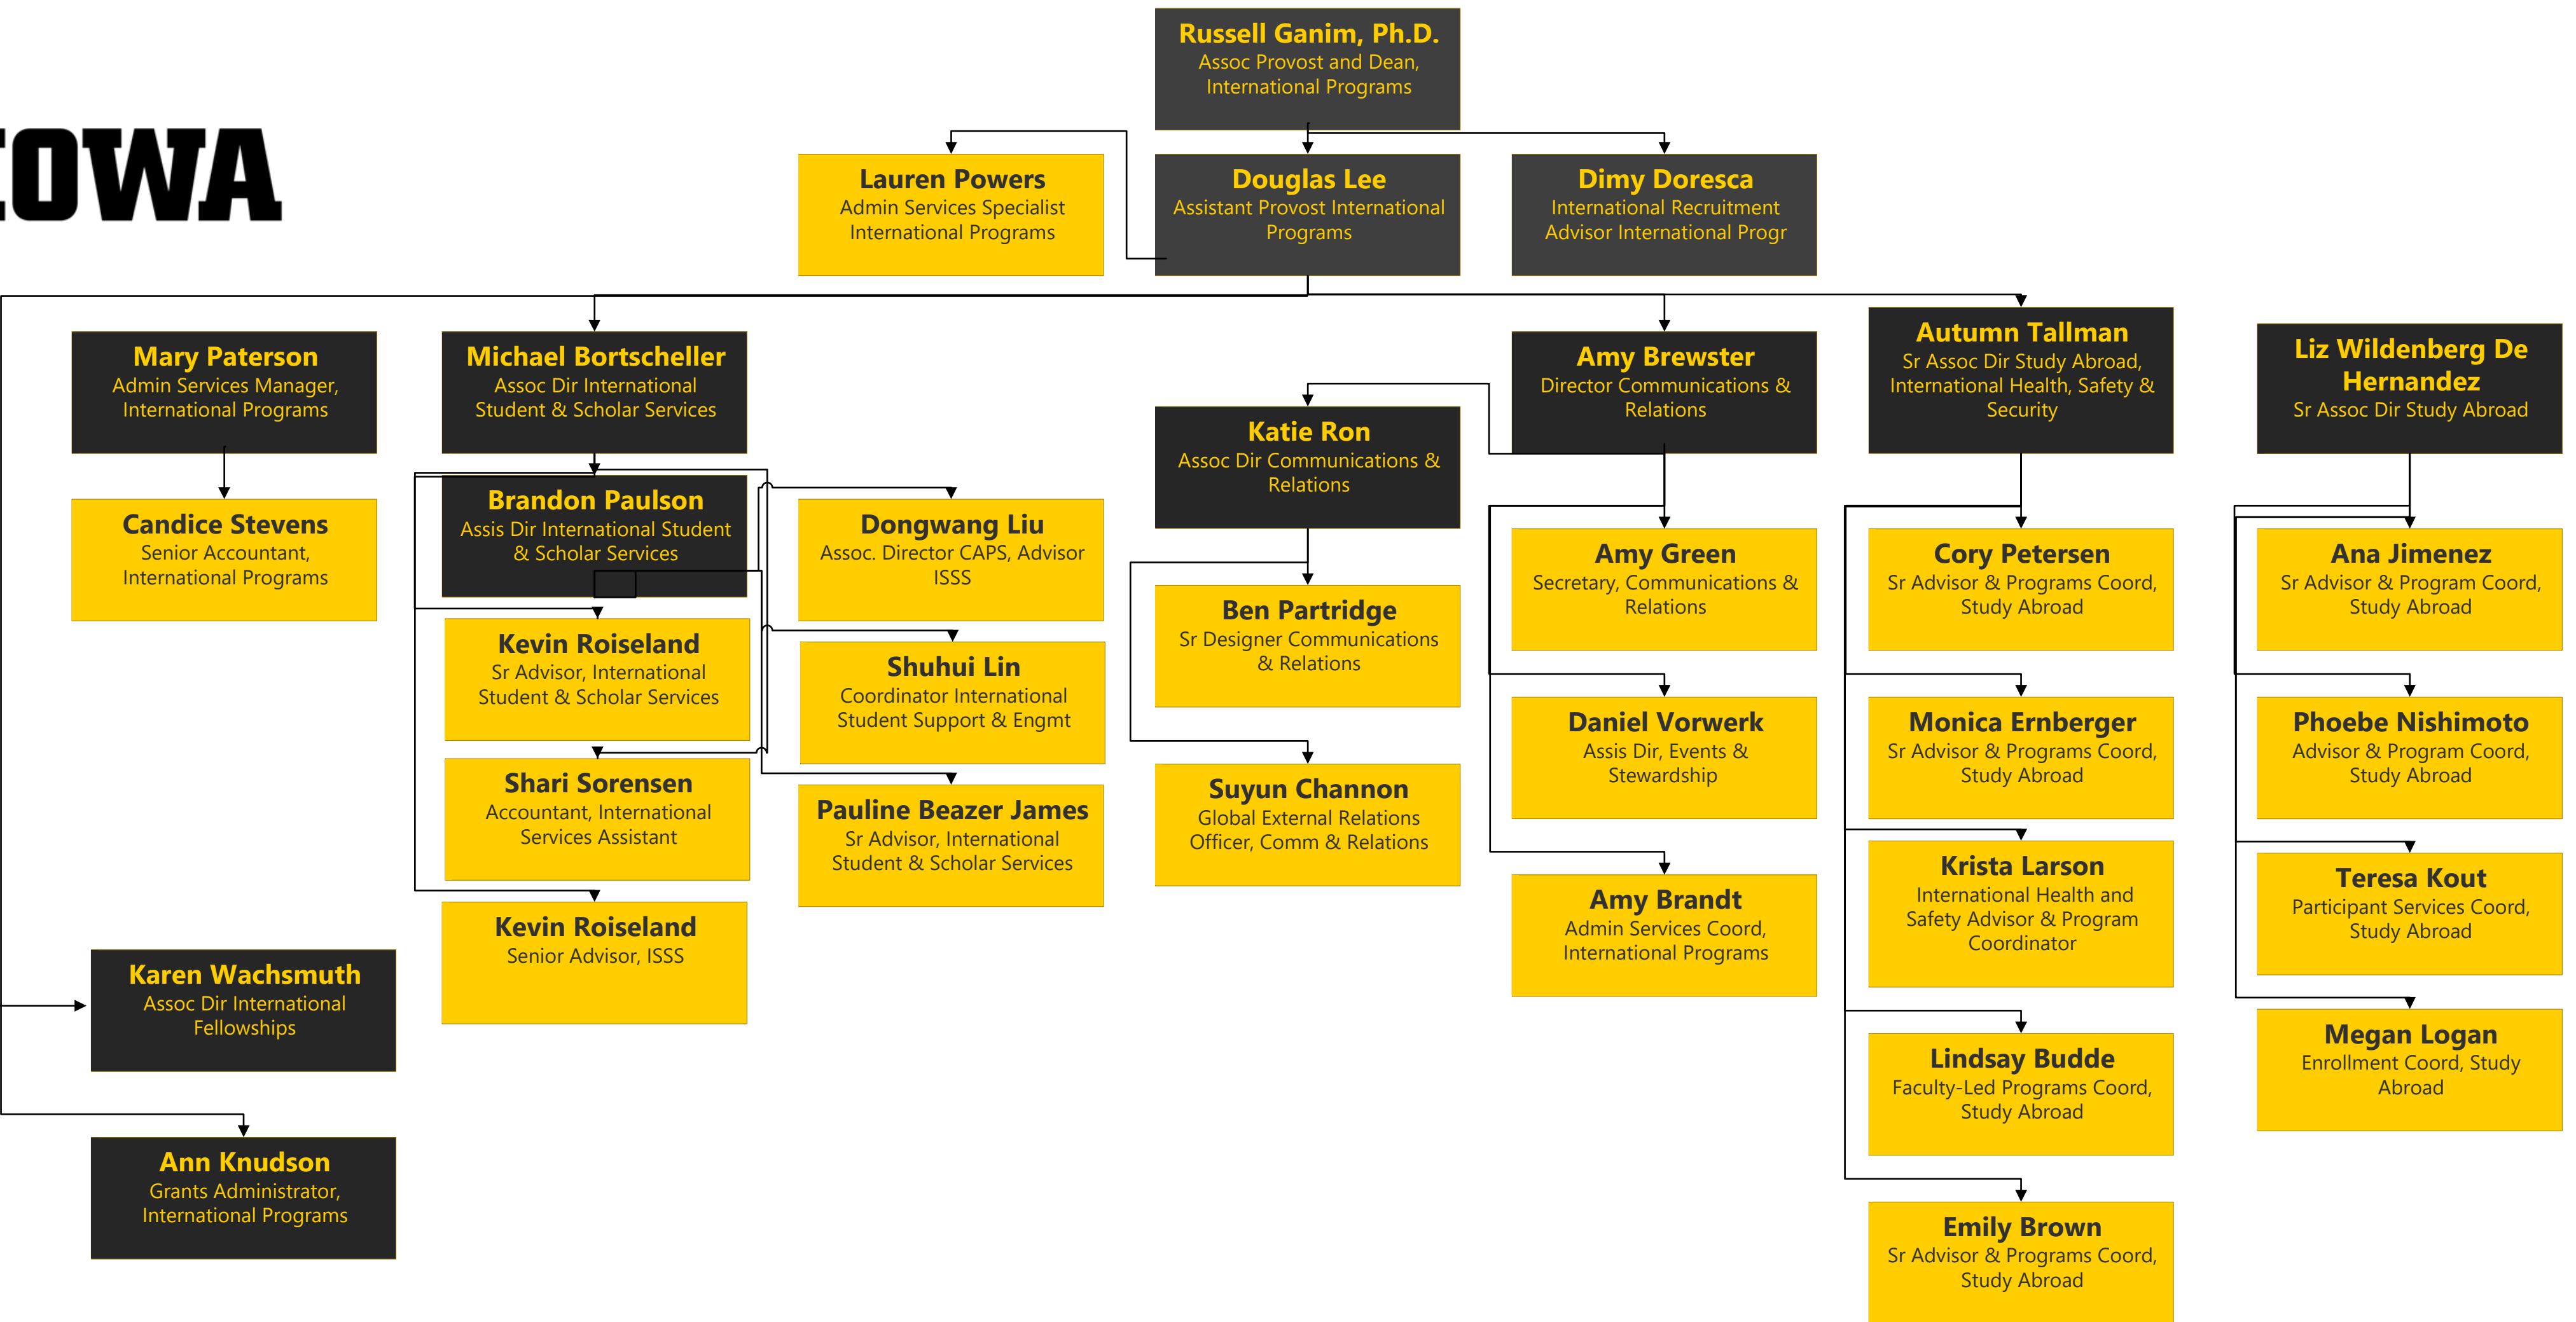 Russell Ganim, Ph.D.
Assoc Provost and Dean,
International Programs
IOWA
Lauren Powers
Admin Services Specialist
International Programs
Douglas Lee
Assistant Provost International
Programs
Dimy Doresca
International Recruitment
Advisor International Progr
Mary Paterson
Admin Services Manager,
International Programs
Michael Bortscheller
Assoc Dir International
Student & Scholar Services
Amy Brewster
Director Communications &
Relations
Autumn Tallman
Sr Assoc Dir Study Abroad,
International Health, Safety &
Security
Liz Wildenberg De
Hernandez
Sr Assoc Dir Study Abroad
Katie Ron
Assoc Dir Communications &
Relations
Candice Stevens
Senior Accountant,
International Programs
Brandon Paulson
Assis Dir International Student
& Scholar Services
Dongwang Liu
Assoc. Director CAPS, Advisor
ISSS
Amy Green
Secretary, Communications &
Relations
Cory Petersen
Sr Advisor & Programs Coord,
Study Abroad
Ana Jimenez
Sr Advisor & Program Coord,
Study Abroad
Ben Partridge
Sr Designer Communications
& Relations
Kevin Roiseland
Sr Advisor, International
Student & Scholar Services
Shuhui Lin
Coordinator International
Student Support & Engmt
Daniel Vorwerk
Assis Dir, Events &
Stewardship
Monica Ernberger
Sr Advisor & Programs Coord,
Study Abroad
Phoebe Nishimoto
Advisor & Program Coord,
Study Abroad
Shari Sorensen
Accountant, International
Services Assistant
Pauline Beazer James
Sr Advisor, International
Student & Scholar Services
Suyun Channon
Global External Relations
Officer, Comm & Relations
Krista Larson
International Health and
Safety Advisor & Program
Coordinator
Teresa Kout
Participant Services Coord,
Study Abroad
Kevin Roiseland
Senior Advisor, ISSS
Amy Brandt
Admin Services Coord,
International Programs
Karen Wachsmuth
Assoc Dir International
Fellowships
Lindsay Budde
Faculty-Led Programs Coord,
Study Abroad
Megan Logan
Enrollment Coord, Study
Abroad
Ann Knudson
Grants Administrator,
International Programs
Emily Brown
Sr Advisor & Programs Coord,
Study Abroad